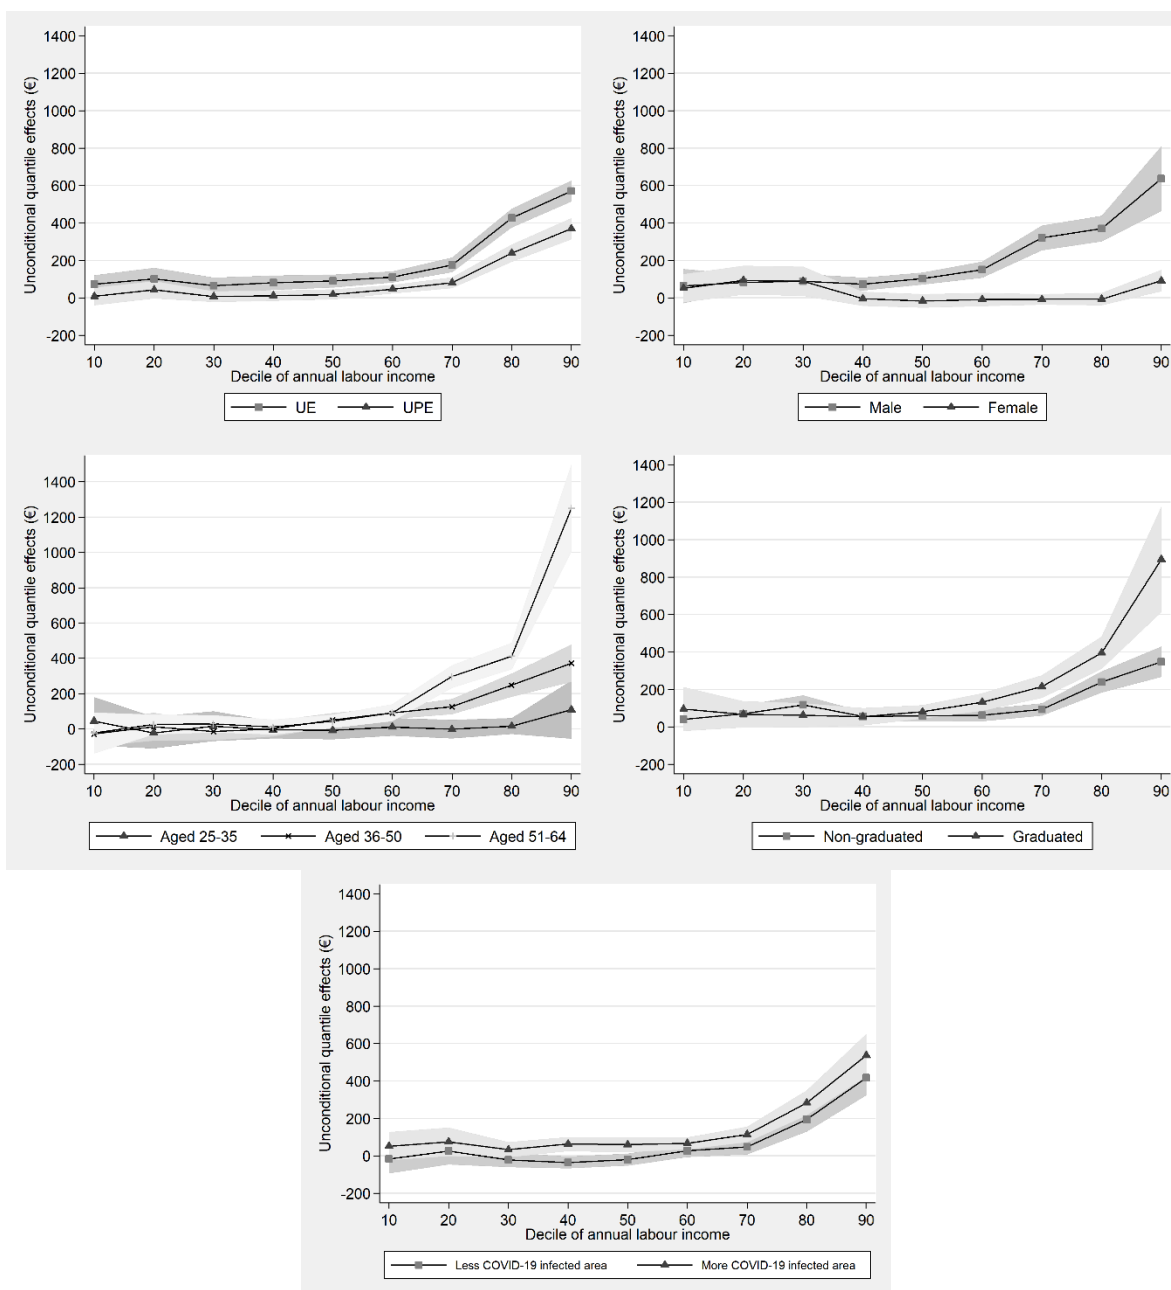 Unconditional quantile effects (€)
1400
1200
1000
800
600
400
200
0
-200
10 20 30 40 50 60 70 80 90
Decile of annual labour income
UE UPE
Unconditional quantile effects (€)
1400
1200
1000
800
600
400
200
0
-200
10 20 30 40 50 60 70 80 90
Decile of annual labour income
Male Female
Unconditional quantile effects (€)
1400
1200
1000
800
600
400
200
0
-200
10 20 30 40 50 60 70 80 90
Decile of annual labour income
Aged 25-35 Aged 36-50 Aged 51-64
Unconditional quantile effects (€)
1400
1200
1000
800
600
400
200
0
-200
10 20 30 40 50 60 70 80 90
Decile of annual labour income
Non-graduated Graduated
Unconditional quantile effects (€)
1400
1200
1000
800
600
400
200
0
-200
10 20 30 40 50 60 70 80 90
Decile of annual labour income
Less COVID-19 infected area More COVID-19 infected area